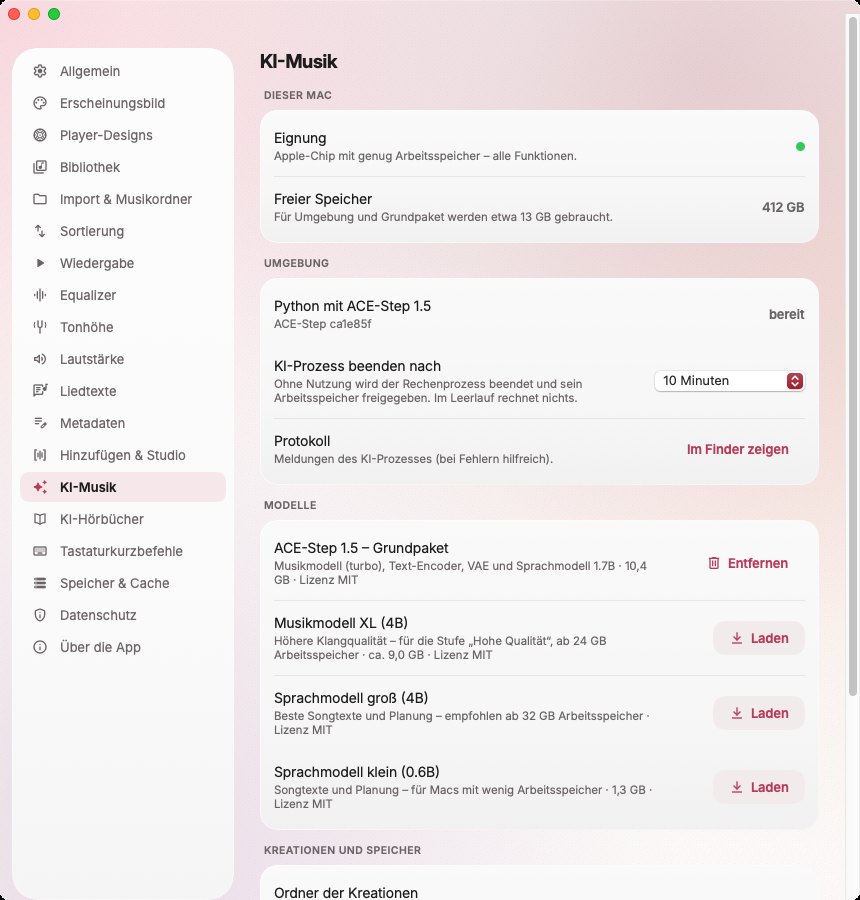 KI-Musik
Allgemein
Erscheinungsbild
Player-Designs
Bibliothek
Import & Musikordner
Sortierung
Wiedergabe
Equalizer
Tonhöhe
Lautstärke
Liedtexte
Metadaten
Hinzufügen & Studio
KI-Musik
KI-Hörbücher
Tastaturkurzbefehle
Speicher & Cache
Datenschutz
Über die App
DIESER MAC
Eignung
Apple-Chip mit genug Arbeitsspeicher – alle Funktionen.
Freier Speicher
Für Umgebung und Grundpaket werden etwa 13 GB gebraucht.
412 GB
UMGEBUNG
Python mit ACE-Step 1.5
ACE-Step ca1e85f
bereit
KI-Prozess beenden nach
Ohne Nutzung wird der Rechenprozess beendet und sein
Arbeitsspeicher freigegeben. Im Leerlauf rechnet nichts.
10 Minuten
Protokoll
Meldungen des KI-Prozesses (bei Fehlern hilfreich).
Im Finder zeigen
MODELLE
ACE-Step 1.5 – Grundpaket
Musikmodell (turbo), Text-Encoder, VAE und Sprachmodell 1.7B · 10,4
GB · Lizenz MIT
Entfernen
Musikmodell XL (4B)
Höhere Klangqualität – für die Stufe „Hohe Qualität“, ab 24 GB
Arbeitsspeicher · ca. 9,0 GB · Lizenz MIT
Laden
Sprachmodell groß (4B)
Beste Songtexte und Planung – empfohlen ab 32 GB Arbeitsspeicher ·
Lizenz MIT
Laden
Sprachmodell klein (0.6B)
Songtexte und Planung – für Macs mit wenig Arbeitsspeicher · 1,3 GB ·
Lizenz MIT
Laden
KREATIONEN UND SPEICHER
Ordner der Kreationen